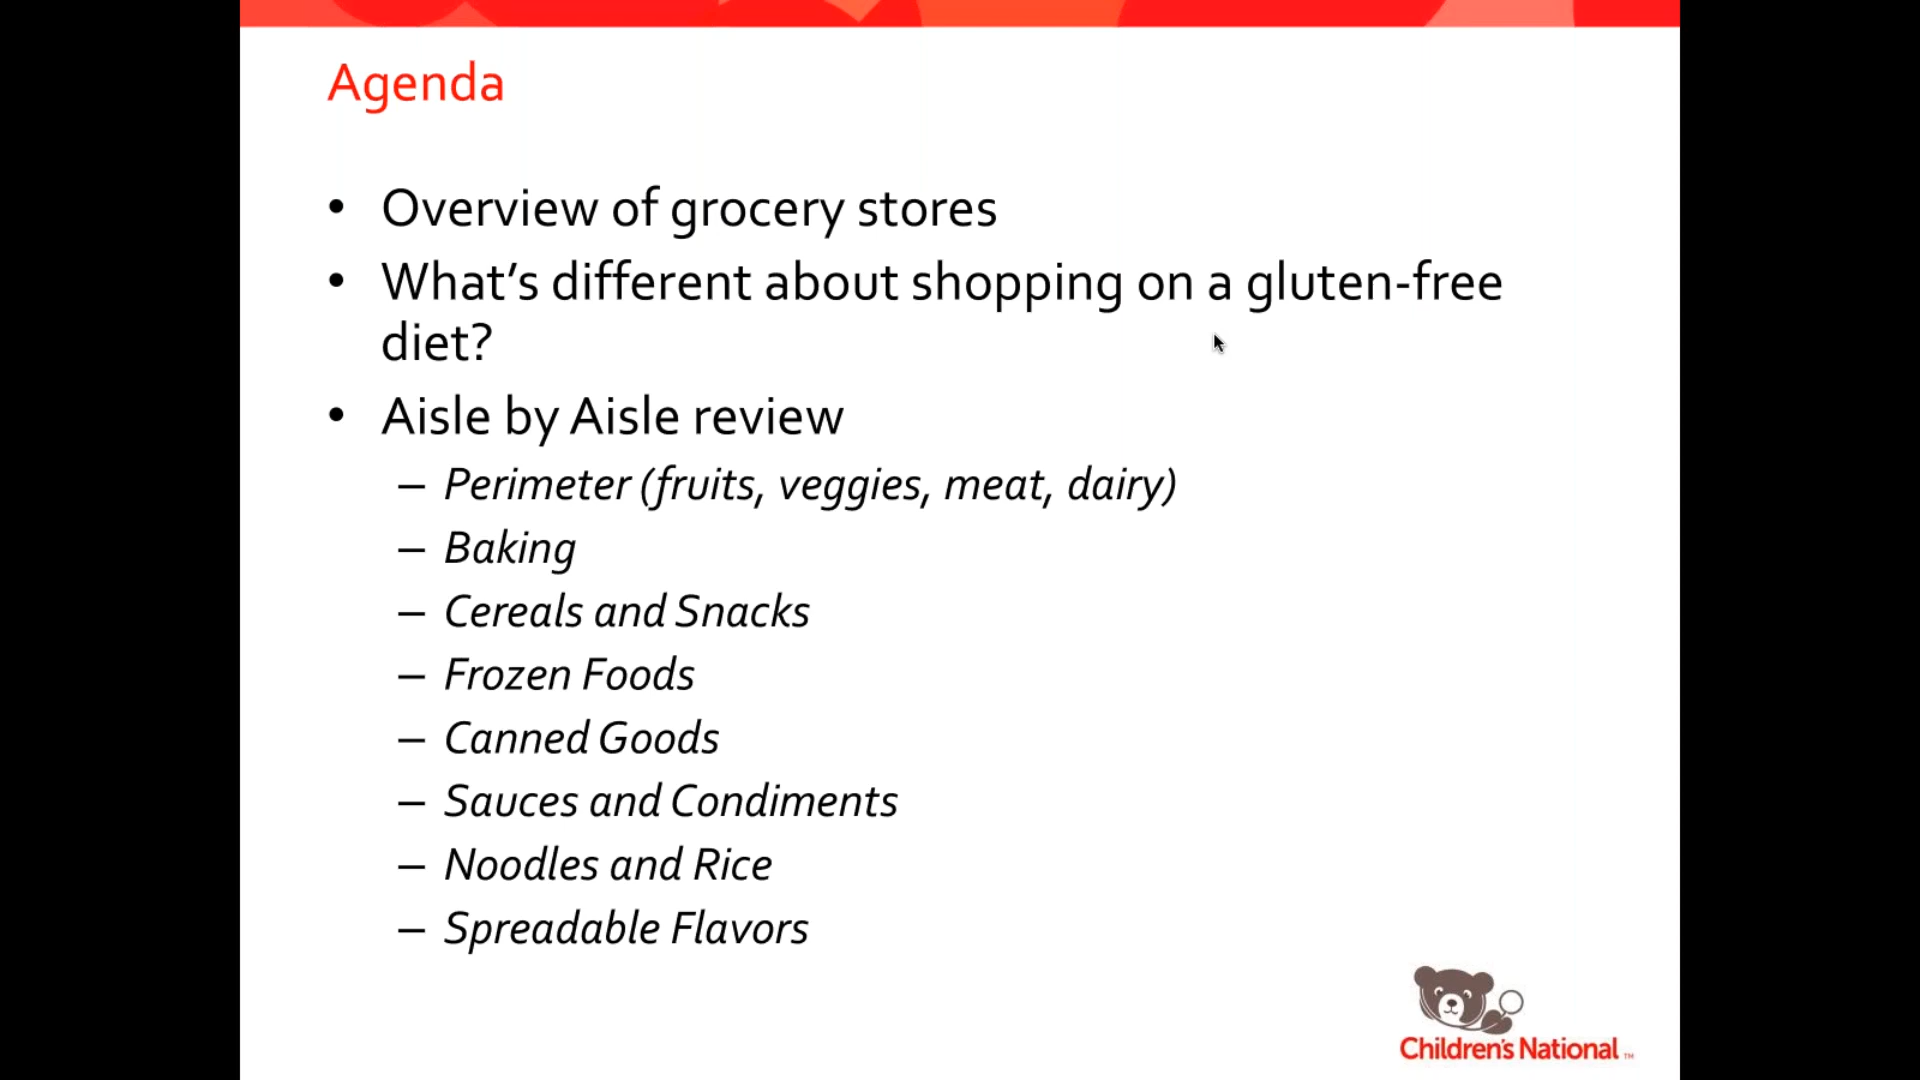 Agenda
• Overview of grocery stores
• What’s different about shopping on a gluten-free
diet?
• Aisle by Aisle review
– Perimeter (fruits, veggies, meat, dairy)
– Baking
– Cereals and Snacks
– Frozen Foods
– Canned Goods
– Sauces and Condiments
– Noodles and Rice
– Spreadable Flavors
Children's National ™